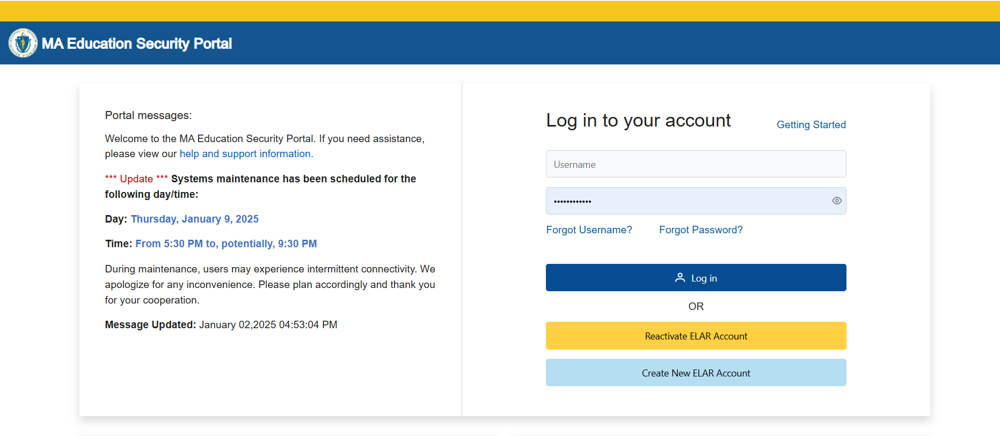 MA Education Security Portal
Portal messages:
Welcome to the MA Education Security Portal. If you need assistance,
please view our help and support information.
*** Update *** Systems maintenance has been scheduled for the
following day/time:
Day: Thursday, January 9, 2025
Time: From 5:30 PM to, potentially, 9:30 PM
During maintenance, users may experience intermittent connectivity. We
apologize for any inconvenience. Please plan accordingly and thank you
for your cooperation.
Message Updated: January 02,2025 04:53:04 PM
Log in to your account
Getting Started
Username
••••••••••••
Forgot Username?
Forgot Password?
Log in
OR
Reactivate ELAR Account
Create New ELAR Account